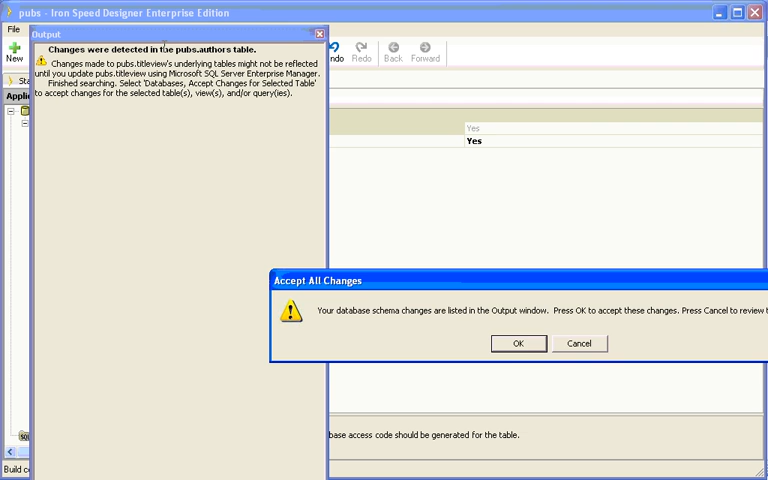 pubs - Iron Speed Designer Enterprise Edition
File
Output
New
Redo
Back
Forward
Changes were detected in the pubs.authors table.
Changes made to pubs.titleview's underlying tables might not be reflected
until you update pubs.titleview using Microsoft SQL Server Enterprise Manager.
Finished searching. Select 'Databases, Accept Changes for Selected Table'
to accept changes for the selected table(s), view(s), and/or query(ies).
Yes
Yes
Accept All Changes
Your database schema changes are listed in the Output window. Press OK to accept these changes. Press Cancel to review
OK
Cancel
access code should be generated for the table.
Build